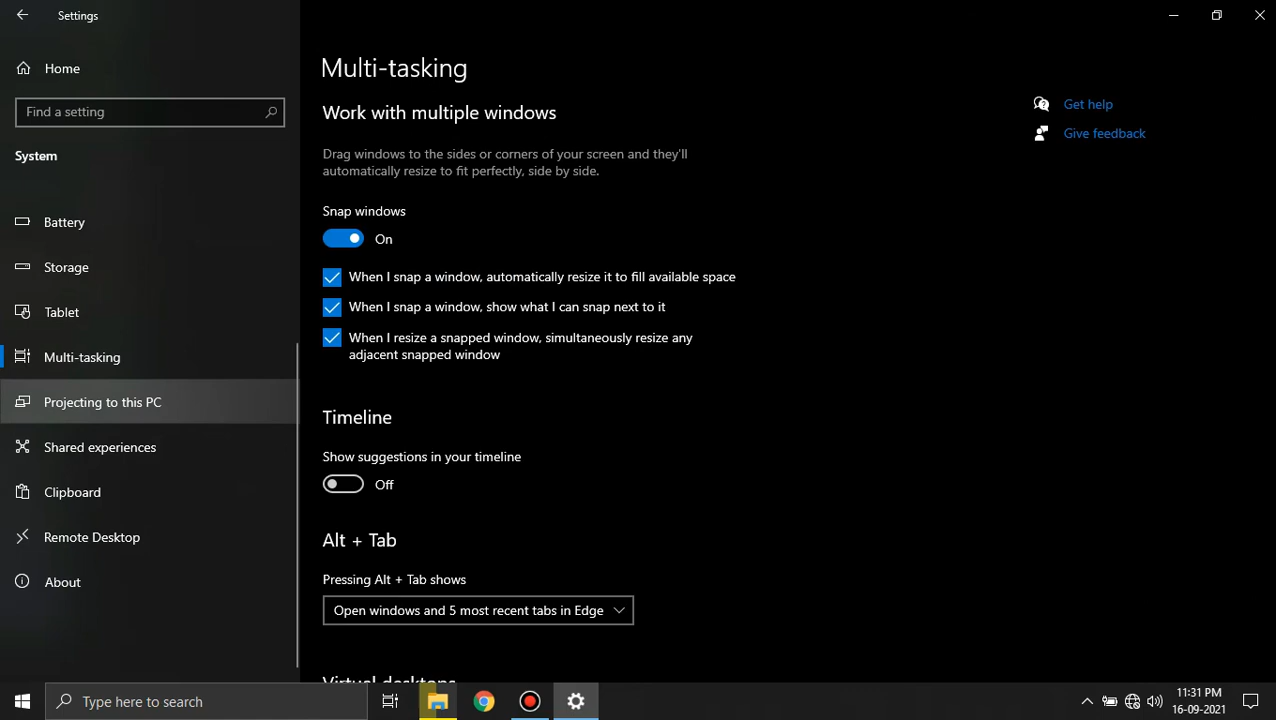 Settings
Home
Find a setting
System
Battery
Storage
Tablet
Multi-tasking
Projecting to this PC
Shared experiences
Clipboard
Remote Desktop
About
Multi-tasking
Work with multiple windows
Drag windows to the sides or corners of your screen and they'll
automatically resize to fit perfectly, side by side.
Snap windows
On
When I snap a window, automatically resize it to fill available space
When I snap a window, show what I can snap next to it
When I resize a snapped window, simultaneously resize any
adjacent snapped window
Timeline
Show suggestions in your timeline
Off
Alt + Tab
Pressing Alt + Tab shows
Open windows and 5 most recent tabs in Edge
Virtual desktops
Get help
Give feedback
Type here to search
11:31 PM
16-09-2021